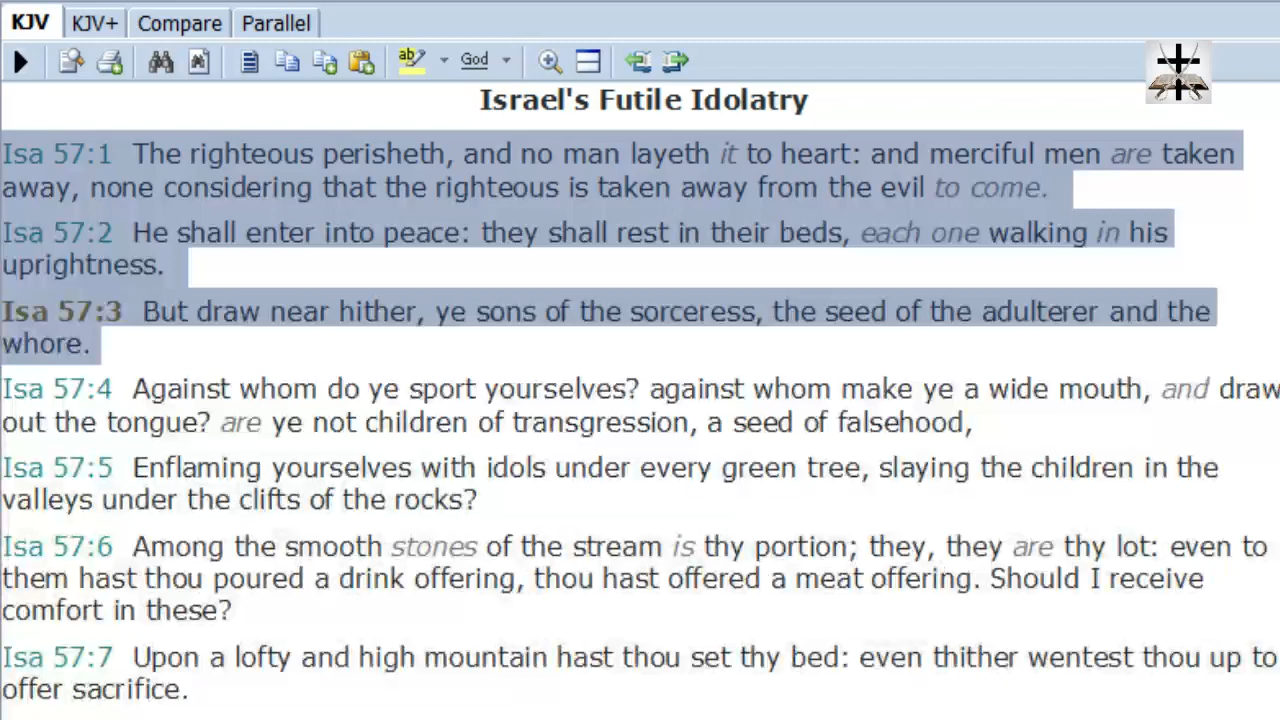 KJV KJV+ Compare Parallel
ab God
Israel's Futile Idolatry
Isa 57:1 The righteous perisheth, and no man layeth it to heart: and merciful men are taken
away, none considering that the righteous is taken away from the evil to come.
Isa 57:2 He shall enter into peace: they shall rest in their beds, each one walking in his
uprightness.
Isa 57:3 But draw near hither, ye sons of the sorceress, the seed of the adulterer and the
whore.
Isa 57:4 Against whom do ye sport yourselves? against whom make ye a wide mouth, and draw
out the tongue? are ye not children of transgression, a seed of falsehood,
Isa 57:5 Enflaming yourselves with idols under every green tree, slaying the children in the
valleys under the clifts of the rocks?
Isa 57:6 Among the smooth stones of the stream is thy portion; they, they are thy lot: even to
them hast thou poured a drink offering, thou hast offered a meat offering. Should I receive
comfort in these?
Isa 57:7 Upon a lofty and high mountain hast thou set thy bed: even thither wentest thou up to
offer sacrifice.